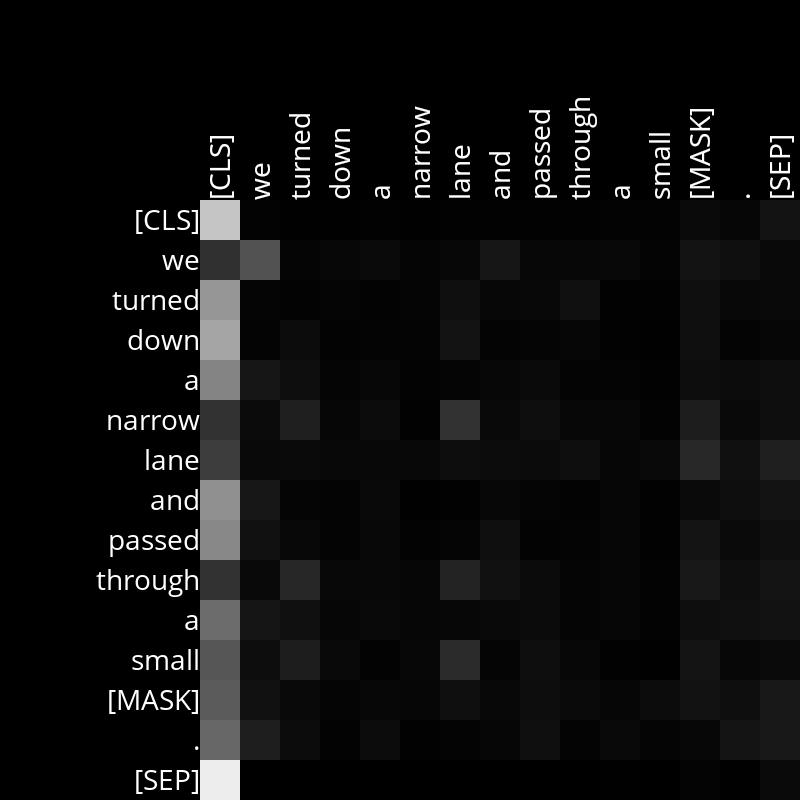 [CLS] we turned down a narrow lane and passed through a small [MASK] . [SEP]
[CLS]
we
turned
down
a
narrow
lane
and
passed
through
a
small
[MASK]
.
[SEP]